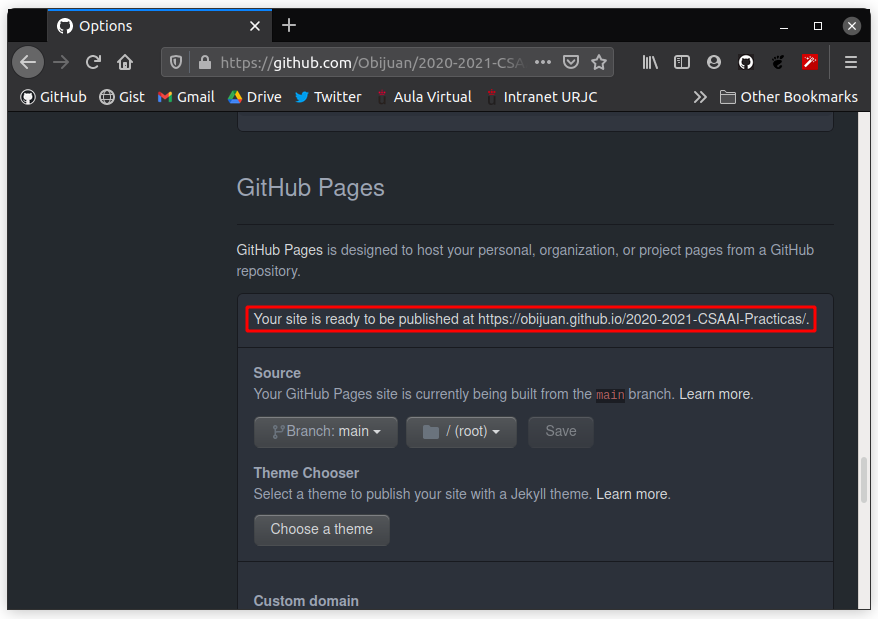 Options
https://github.com/Obijuan/2020-2021-CSA
GitHub Gist Gmail Drive Twitter Aula Virtual Intranet URJC Other Bookmarks
GitHub Pages
GitHub Pages is designed to host your personal, organization, or project pages from a GitHub
repository.
Your site is ready to be published at https://obijuan.github.io/2020-2021-CSAAI-Practicas/.
Source
Your GitHub Pages site is currently being built from the main branch. Learn more.
Branch: main / (root) Save
Theme Chooser
Select a theme to publish your site with a Jekyll theme. Learn more.
Choose a theme
Custom domain